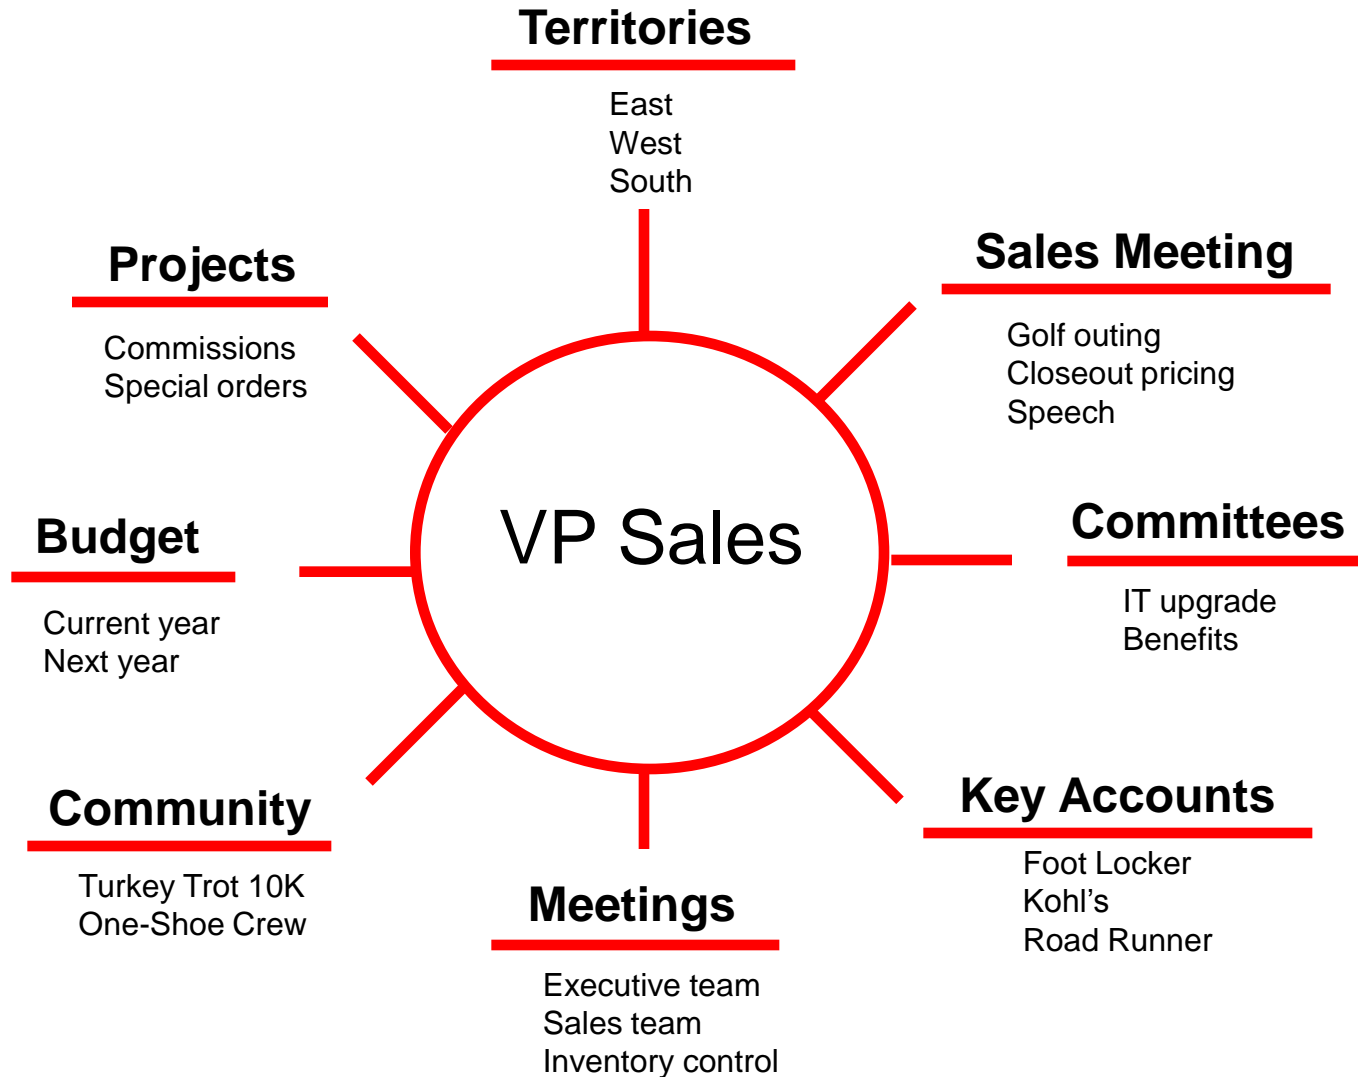 Territories
East
West
South
Projects
Commissions
Special orders
Sales Meeting
Golf outing
Closeout pricing
Speech
VP Sales
Budget
Current year
Next year
Committees
IT upgrade
Benefits
Community
Turkey Trot 10K
One-Shoe Crew
Meetings
Executive team
Sales team
Inventory control
Key Accounts
Foot Locker
Kohl’s
Road Runner